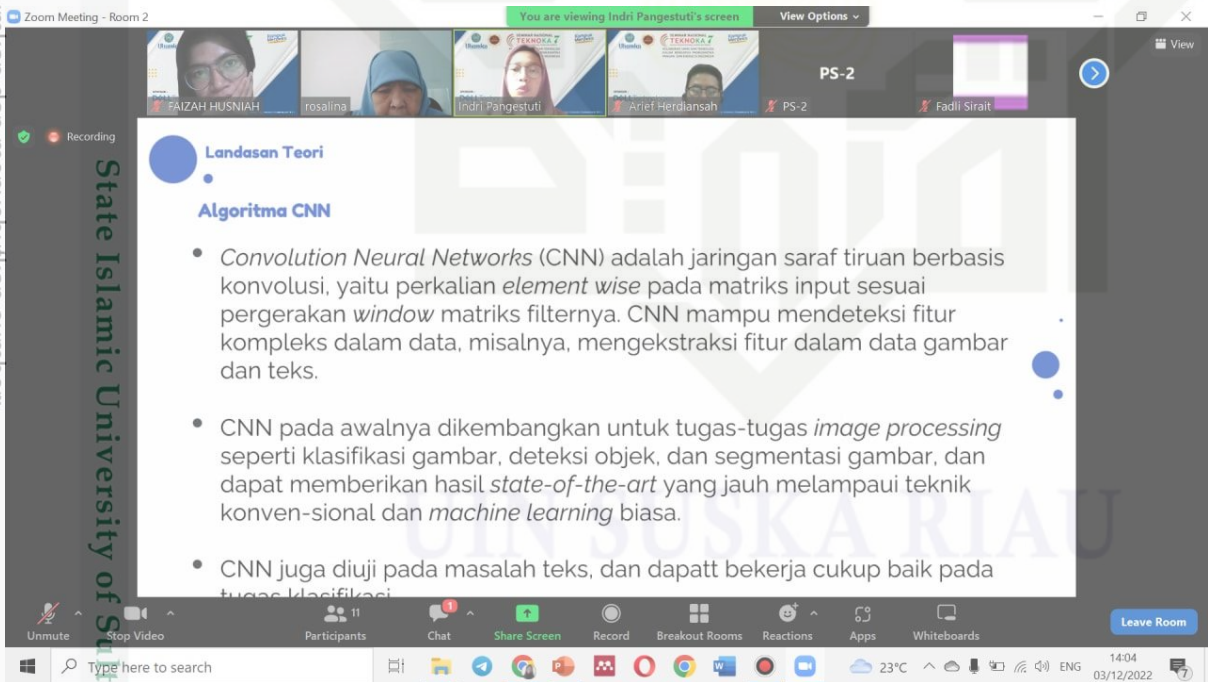 Zoom Meeting - Room 2
You are viewing Indri Pangestuti's screen
View Options
View
FAIZAH HUSNIAH
rosalina
Indri Pangestuti
Arief Herdiansah
PS-2
PS-2
Fadli Sirait
Recording
Landasan Teori
Algoritma CNN
• Convolution Neural Networks (CNN) adalah jaringan saraf tiruan berbasis
konvolusi, yaitu perkalian element wise pada matriks input sesuai
pergerakan window matriks filternya. CNN mampu mendeteksi fitur
kompleks dalam data, misalnya, mengekstraksi fitur dalam data gambar
dan teks.
• CNN pada awalnya dikembangkan untuk tugas-tugas image processing
seperti klasifikasi gambar, deteksi objek, dan segmentasi gambar, dan
dapat memberikan hasil state-of-the-art yang jauh melampaui teknik
konven-sional dan machine learning biasa.
• CNN juga diuji pada masalah teks, dan dapatt bekerja cukup baik pada
tugas klasifikasi
State Islamic University of Sult
UIN SUSKA RIAU
Unmute
Stop Video
11
Participants
1
Chat
Share Screen
Record
Breakout Rooms
Reactions
Apps
Whiteboards
Leave Room
Type here to search
23°C
ENG
14:04
03/12/2022
7